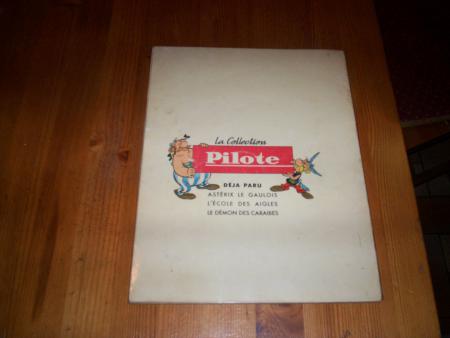 La Collection
Pilote
DÉJA PARU
ASTÉRIX LE GAULOIS
L'ÉCOLE DES AIGLES
LE DÉMON DES CARAÏBES